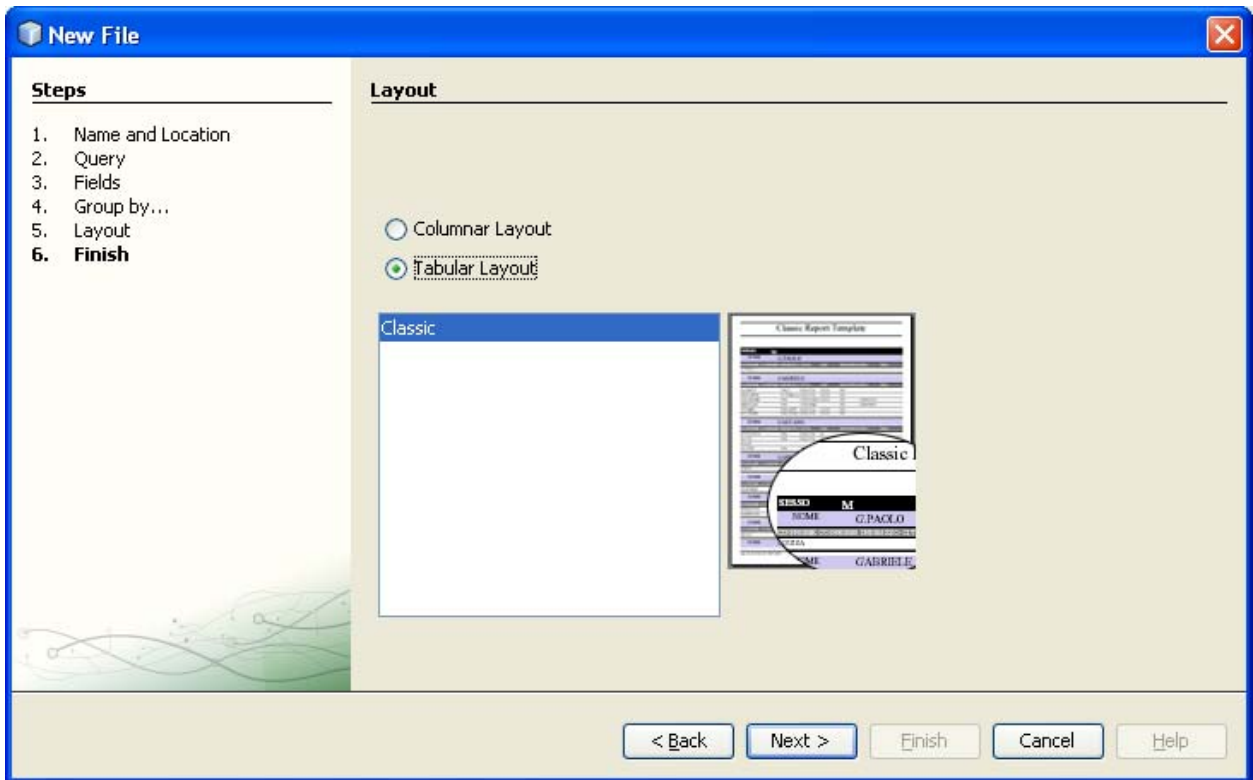 New File
Steps
1. Name and Location
2. Query
3. Fields
4. Group by...
5. Layout
6. Finish
Layout
Columnar Layout
Tabular Layout
Classic
Classic Report Template
Classic
SESSO M
NOME G.PAOLO
NOME GABRIELE
< Back
Next >
Finish
Cancel
Help